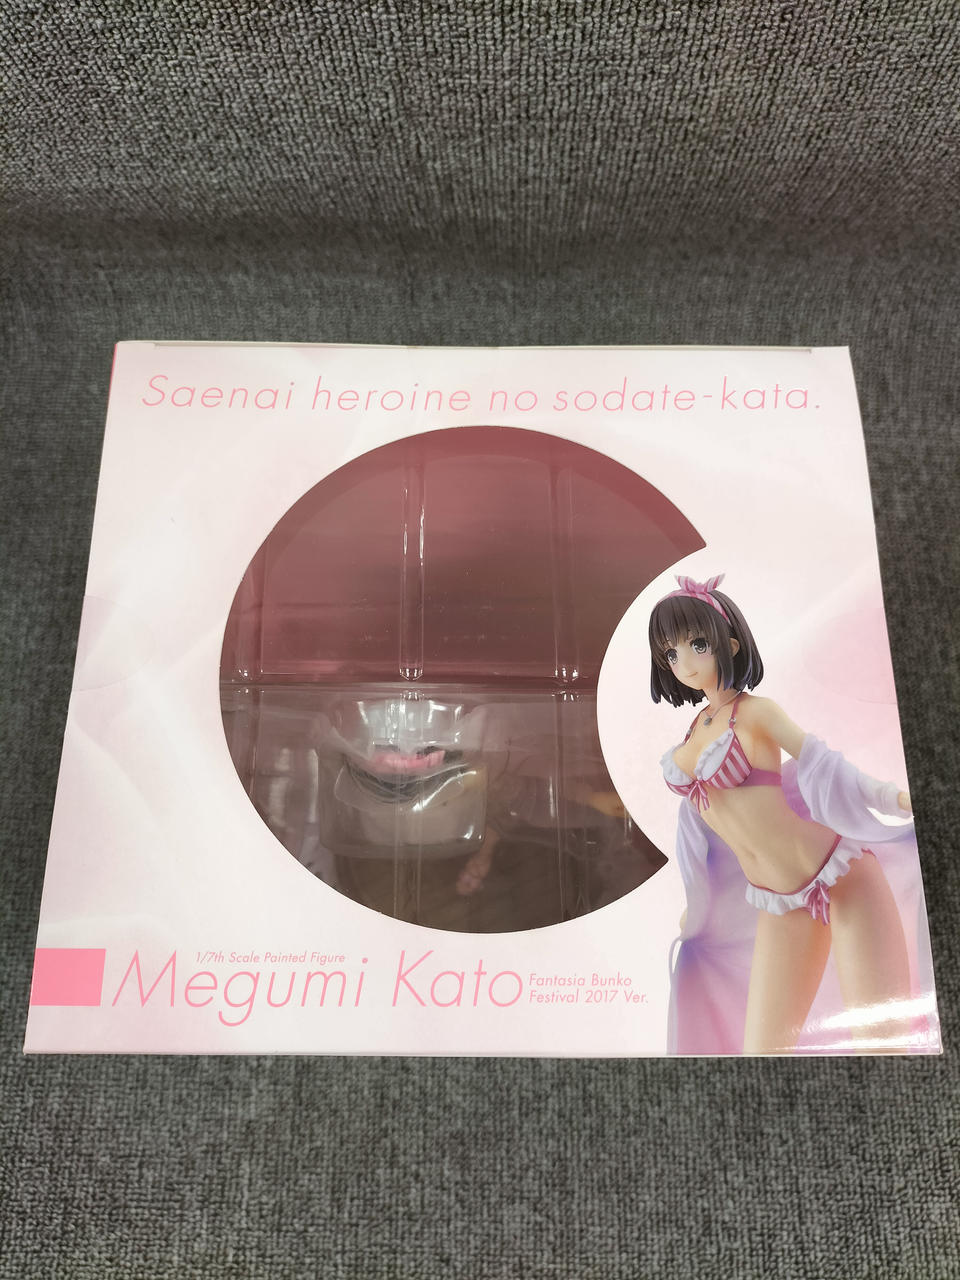 Saenai heroine no sodate-kata.
1/7th Scale Painted Figure
Megumi Kato
Fantasia Bunko
Festival 2017 Ver.